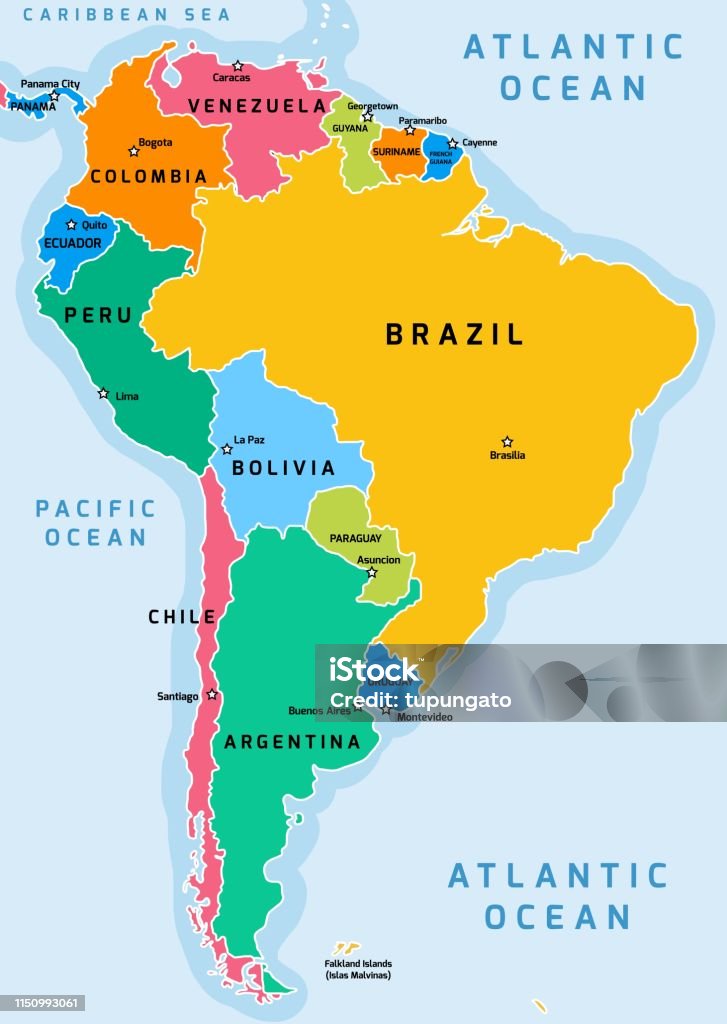 CARIBBEAN SEA
ATLANTIC
OCEAN
Panama City
PANAMA
Caracas
VENEZUELA
Georgetown
GUYANA
Paramaribo
SURINAME
Cayenne
FRENCH
GUIANA
Bogota
COLOMBIA
Quito
ECUADOR
PERU
BRAZIL
Lima
La Paz
BOLIVIA
Brasilia
PACIFIC
OCEAN
PARAGUAY
Asuncion
CHILE
iStock
Credit: tupungato
URUGUAY
Santiago
Buenos Aires
Montevideo
ARGENTINA
ATLANTIC
OCEAN
Falkland Islands
(Islas Malvinas)
1150993061